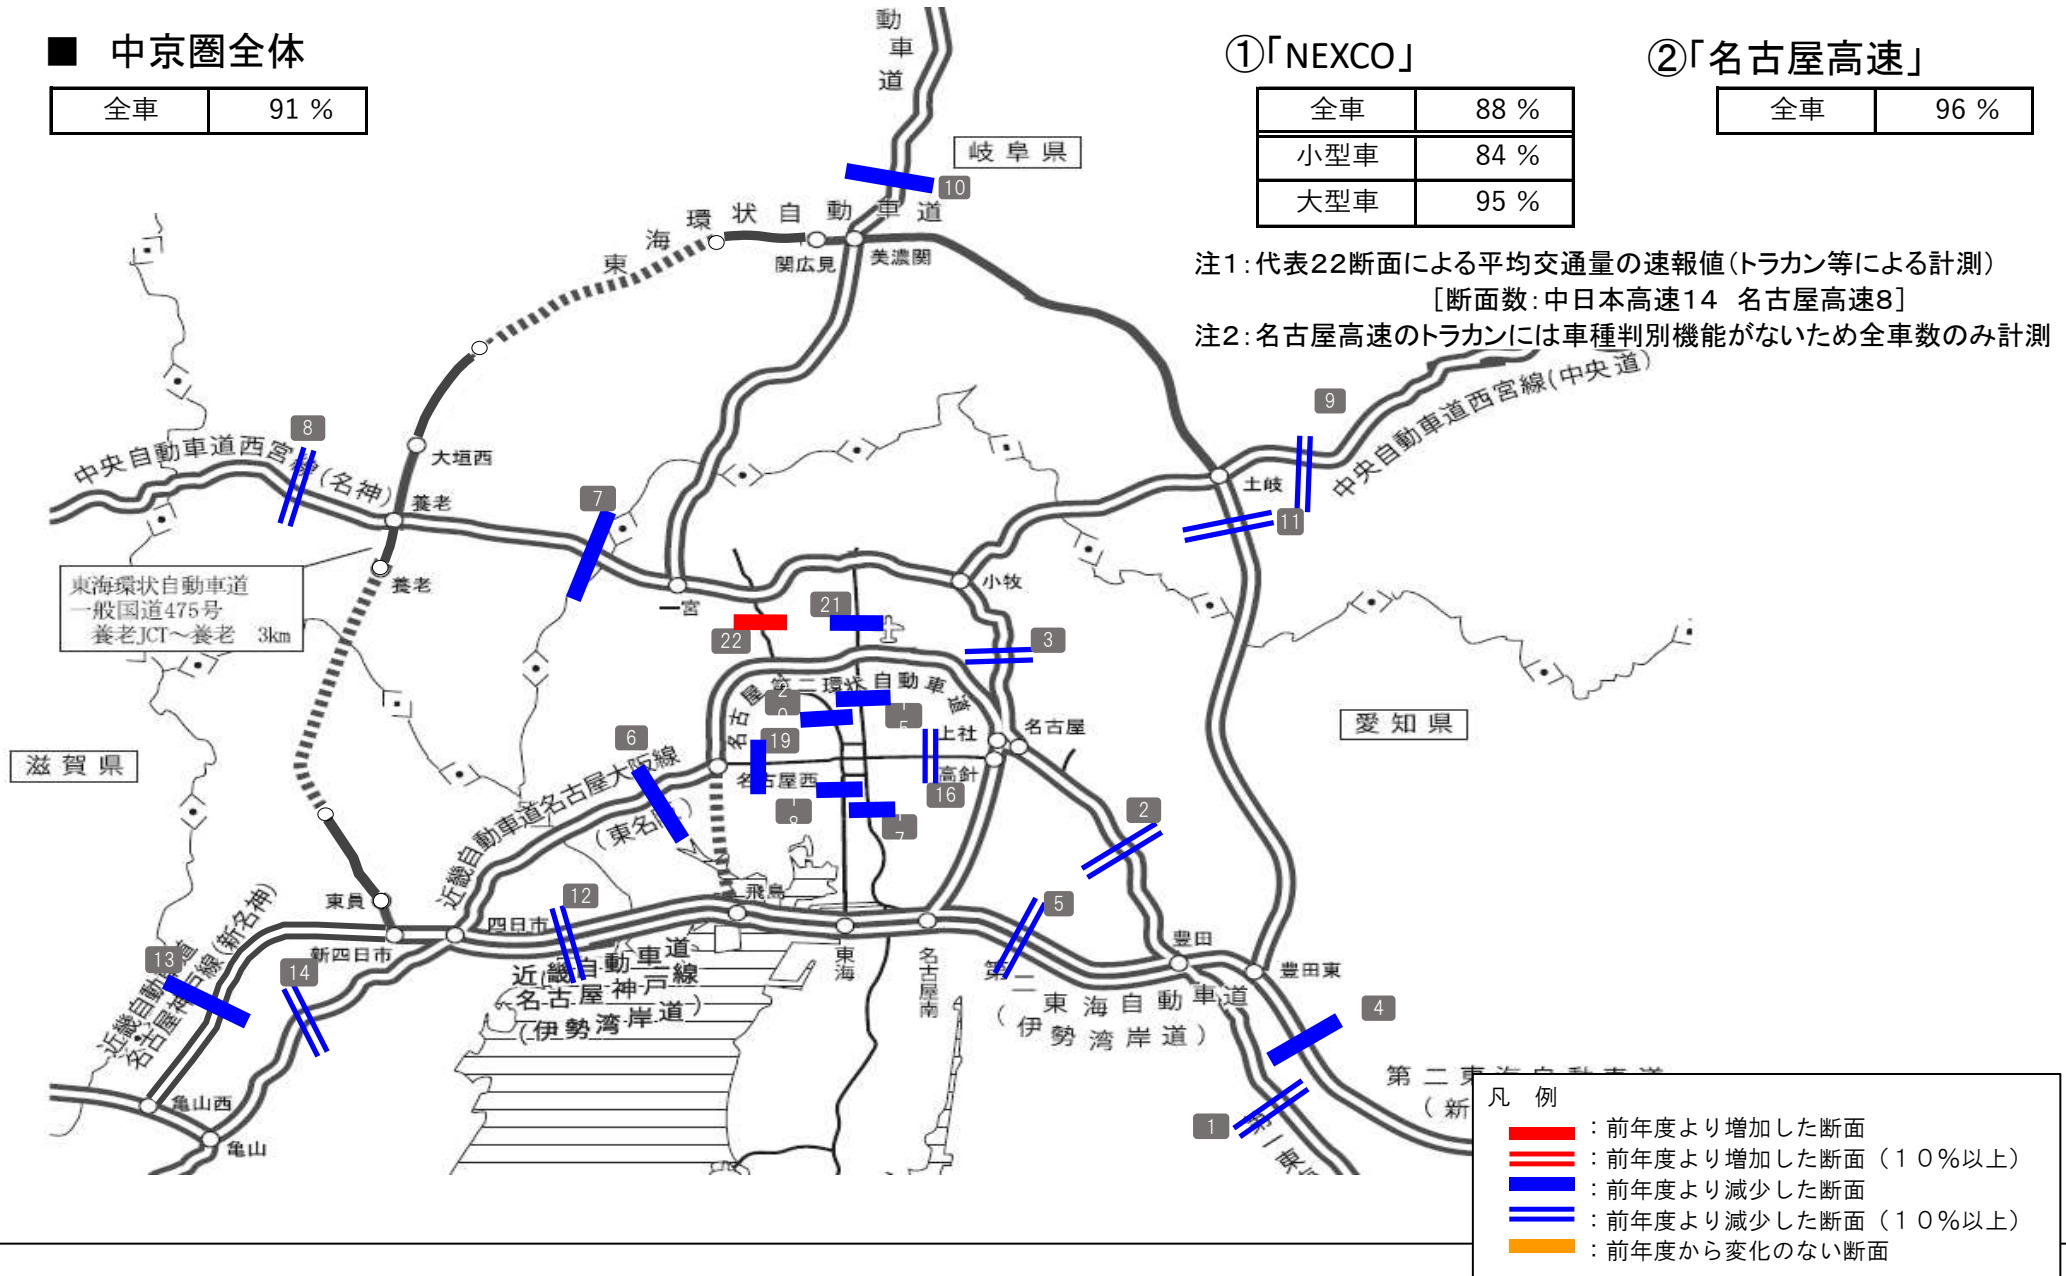 ■ 中京圏全体
全車 91 %
①「NEXCO」
全車 88 %
小型車 84 %
大型車 95 %
②「名古屋高速」
全車 96 %
注1：代表22断面による平均交通量の速報値（トラカン等による計測）
［断面数：中日本高速14 名古屋高速8］
注2：名古屋高速のトラカンには車種判別機能がないため全車数のみ計測
動車道
岐阜県
10
東海環状自動車道
関広見
美濃関
9
中央自動車道西宮線(中央道)
8
中央自動車道西宮線(名神)
大垣西
養老
7
土岐
11
東海環状自動車道
一般国道475号
養老JCT～養老 3km
養老
一宮
小牧
21
22
3
名古屋第二環状自動車道
20
15
上社
名古屋
愛知県
滋賀県
6
19
名古屋西
高針
16
18
17
近畿自動車道名古屋大阪線
(東名阪)
2
東員
12
飛島
5
四日市
新四日市
豊田
豊田東
東海
名古屋南
13
14
近畿自動車道
名古屋神戸線(新名神)
近畿自動車道
名古屋神戸線
(伊勢湾岸道)
第二東海自動車道
(伊勢湾岸道)
4
亀山西
亀山
1
第二東海自動車道
(新
第一東
凡 例
：前年度より増加した断面
：前年度より増加した断面（１０％以上）
：前年度より減少した断面
：前年度より減少した断面（１０％以上）
：前年度から変化のない断面